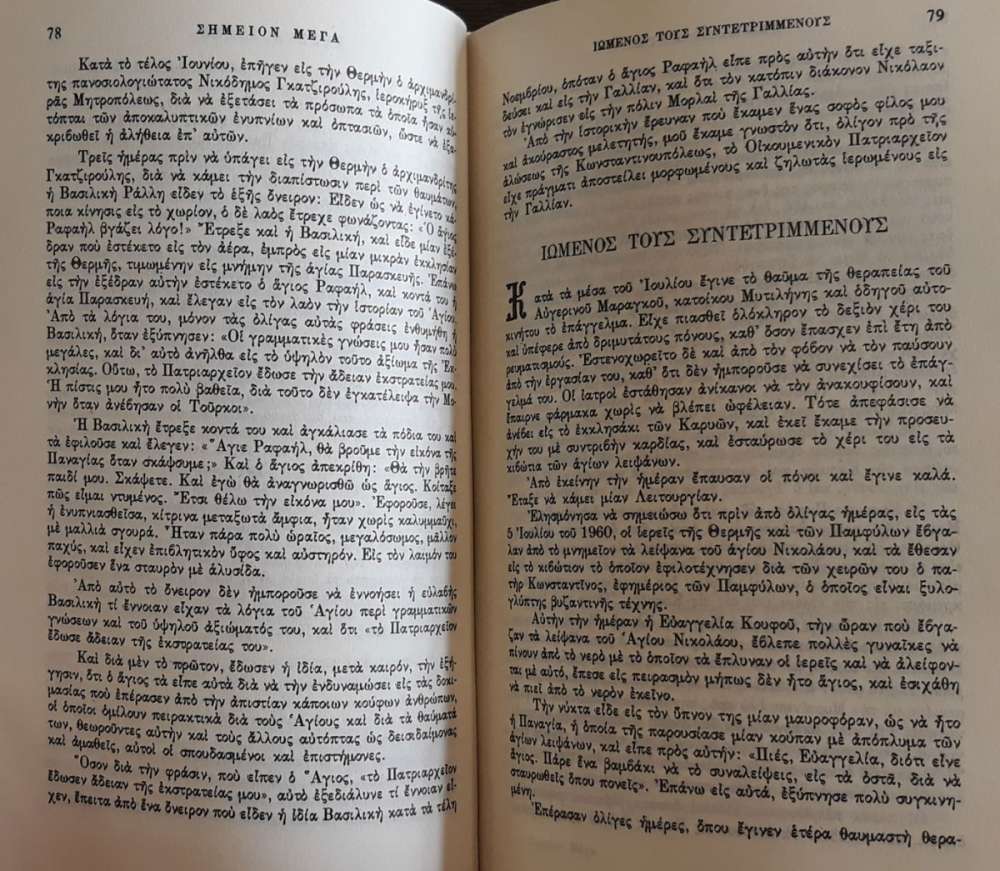 78
ΣΗΜΕΙΟΝ ΜΕΓΑ
Κατὰ τὸ τέλος Ἰουνίου, ἐπῆγεν εἰς τὴν Θερμὴν ὁ ἀρχιμανδρί-
της πανοσιολογιώτατος Νικόδημος Γκατζιρούλης, ἱεροκήρυξ τῆς ἱε-
ρᾶς Μητροπόλεως, διὰ νὰ ἐξετάσει τὰ πρόσωπα τὰ ὁποῖα ἦσαν αὐ-
τόπται τῶν ἀποκαλυπτικῶν ἐνυπνίων καὶ ὀπτασιῶν, ὥστε νὰ ἐξα-
κριβωθεῖ ἡ ἀλήθεια ἐπ’ αὐτῶν.
Τρεῖς ἡμέρας πρὶν νὰ ὑπάγει εἰς τὴν Θερμὴν ὁ ἀρχιμανδρίτης
Γκατζιρούλης, διὰ νὰ κάμει τὴν διαπίστωσιν περὶ τῶν θαυμάτων,
ἡ Βασιλικὴ Ράλλη εἶδεν τὸ ἑξῆς ὄνειρον: Εἶδεν ὡς νὰ ἐγίνετο κά-
ποια κίνησις εἰς τὸ χωρίον, ὁ δὲ λαὸς ἔτρεχε φωνάζοντας: «Ὁ ἅγιος
Ραφαὴλ βγάζει λόγο!» Ἔτρεξε καὶ ἡ Βασιλική, καὶ εἶδε μίαν ἐξέ-
δραν ποὺ ἐστέκετο εἰς τὸν ἀέρα, ἐμπρὸς εἰς μίαν μικρὰν ἐκκλησίαν
τῆς Θερμῆς, τιμωμένην εἰς μνήμην τῆς ἁγίας Παρασκευῆς. Ἐπάνω
εἰς τὴν ἐξέδραν αὐτὴν ἐστέκετο ὁ ἅγιος Ραφαήλ, καὶ κοντά του ἡ
ἁγία Παρασκευή, καὶ ἔλεγαν εἰς τὸν λαὸν τὴν Ἱστορίαν τοῦ Ἁγίου.
Ἀπὸ τὰ λόγια του, μόνον τὰς ὀλίγας αὐτὰς φράσεις ἐνθυμήθη ἡ
Βασιλική, ὅταν ἐξύπνησεν: «Οἱ γραμματικὲς γνώσεις μου ἦσαν πολὺ
μεγάλες, καὶ δι’ αὐτὸ ἀνῆλθα εἰς τὸ ὑψηλὸν τοῦτο ἀξίωμα τῆς Ἐκ-
κλησίας. Οὕτω, τὸ Πατριαρχεῖον ἔδωσε τὴν ἄδειαν ἐκστρατείας μου.
Ἡ πίστις μου ἦτο πολὺ βαθεῖα, διὰ τοῦτο δὲν ἐγκατέλειψα τὴν Μο-
νὴν ὅταν ἀνέβησαν οἱ Τοῦρκοι».
Ἡ Βασιλικὴ ἔτρεξε κοντά του καὶ ἀγκάλιασε τὰ πόδια του καὶ
τὰ ἐφιλοῦσε καὶ ἔλεγεν: «Ἅγιε Ραφαήλ, θὰ βροῦμε τὴν εἰκόνα τῆς
Παναγίας ὅταν σκάψουμε;» Καὶ ὁ ἅγιος ἀπεκρίθη: «Θὰ τὴν βρῆτε
παιδί μου. Σκάψετε. Καὶ ἐγὼ θὰ ἀναγνωρισθῶ ὡς ἅγιος. Κοίταξε
πῶς εἶμαι ντυμένος. Ἔτσι θέλω τὴν εἰκόνα μου». Ἐφοροῦσε, λέγει
ἡ ἐνυπνιασθεῖσα, κίτρινα μεταξωτὰ ἄμφια, ἦταν χωρὶς καλυμμαῦχι,
μὲ μαλλιὰ σγουρά. Ἦταν πάρα πολὺ ὡραῖος, μεγαλόσωμος, μᾶλλον
παχύς, καὶ εἶχεν ἐπιβλητικὸν ὕφος καὶ αὐστηρόν. Εἰς τὸν λαιμόν του
ἐφοροῦσεν ἕνα σταυρὸν μὲ ἁλυσίδα.
Ἀπὸ αὐτὸ τὸ ὄνειρον δὲν ἠμποροῦσε νὰ ἐννοήσει ἡ εὐλαβὴς
Βασιλικὴ τί ἔννοιαν εἶχαν τὰ λόγια τοῦ Ἁγίου περὶ γραμματικῶν
γνώσεων καὶ τοῦ ὑψηλοῦ ἀξιώματός του, καὶ ὅτι «τὸ Πατριαρχεῖον
ἔδωσε ἄδειαν τῆς ἐκστρατείας του».
Καὶ διὰ μὲν τὸ πρῶτον, ἔδωσεν ἡ ἰδία, μετὰ καιρόν, τὴν ἐξή-
γησιν, ὅτι ὁ ἅγιος τὰ εἶπε αὐτὰ διὰ νὰ τὴν ἐνδυναμώσει εἰς τὰς δοκι-
μασίας ποὺ ἐπέρασεν ἀπὸ τὴν ἀπιστίαν κάποιων κούφων ἀνθρώπων,
οἱ ὁποῖοι ὁμίλουν πειρακτικὰ διὰ τοὺς Ἁγίους καὶ διὰ τὰ θαύματά
των, θεωροῦντες αὐτὴν καὶ τοὺς ἄλλους αὐτόπτας ὡς δεισιδαίμονας
καὶ ἀμαθεῖς, αὐτοὶ οἱ σπουδασμένοι καὶ ἐπιστήμονες.
Ὅσον διὰ τὴν φράσιν, ποὺ εἶπεν ὁ Ἅγιος, «τὸ Πατριαρχεῖον
ἔδωσεν ἄδειαν τῆς ἐκστρατείας μου», αὐτὸ ἐξεδιάλυνε τί ἔννοιαν εἶ-
χεν, ἔπειτα ἀπὸ ἕνα ὄνειρον ποὺ εἶδεν ἡ ἰδία Βασιλικὴ κατὰ τὰ τέλη
ΙΩΜΕΝΟΣ ΤΟΥΣ ΣΥΝΤΕΤΡΙΜΜΕΝΟΥΣ
79
Νοεμβρίου, ὁπόταν ὁ ἅγιος Ραφαὴλ εἶπε πρὸς αὐτὴν ὅτι εἶχε ταξι-
δεύσει καὶ εἰς τὴν Γαλλίαν, καὶ ὅτι τὸν κατόπιν διάκονον Νικόλαον
τὸν ἐγνώρισεν εἰς τὴν πόλιν Μορλαὶ τῆς Γαλλίας.
Ἀπὸ τὴν Ἱστορικὴν ἔρευναν ποὺ ἔκαμεν ἕνας σοφὸς φίλος μου
καὶ ἀκούραστος μελετητής, μοῦ ἔκαμε γνωστὸν ὅτι, ὀλίγον πρὸ τῆς
ἁλώσεως τῆς Κωνσταντινουπόλεως, τὸ Οἰκουμενικὸν Πατριαρχεῖον
εἶχε πράγματι ἀποστείλει μορφωμένους καὶ ζηλωτὰς ἱερωμένους εἰς
τὴν Γαλλίαν.
ΙΩΜΕΝΟΣ ΤΟΥΣ ΣΥΝΤΕΤΡΙΜΜΕΝΟΥΣ
Κατὰ τὰ μέσα τοῦ Ἰουλίου ἔγινε τὸ θαῦμα τῆς θεραπείας τοῦ
Αὐγερινοῦ Μαραγκοῦ, κατοίκου Μυτιλήνης καὶ ὁδηγοῦ αὐτο-
κινήτου τὸ ἐπάγγελμα. Εἶχε πιασθεῖ ὁλόκληρον τὸ δεξιὸν χέρι του
καὶ ὑπέφερε ἀπὸ δριμυτάτους πόνους, καθ’ ὅσον ἔπασχεν ἐπὶ ἔτη ἀπὸ
ρευματισμούς. Ἐστενοχωρεῖτο δὲ καὶ ἀπὸ τὸν φόβον νὰ τὸν παύσουν
ἀπὸ τὴν ἐργασίαν του, καθ’ ὅτι δὲν ἠμποροῦσε νὰ συνεχίσει τὸ ἐπάγ-
γελμά του. Οἱ ἰατροὶ ἐστάθησαν ἀνίκανοι νὰ τὸν ἀνακουφίσουν, καὶ
ἔπαιρνε φάρμακα χωρὶς νὰ βλέπει ὠφέλειαν. Τότε ἀπεφάσισε νὰ
ἀνέβει εἰς τὸ ἐκκλησάκι τῶν Καρυῶν, καὶ ἐκεῖ ἔκαμε τὴν προσευ-
χήν του μὲ συντριβὴν καρδίας, καὶ ἐσταύρωσε τὸ χέρι του εἰς τὰ
κιβώτια τῶν ἁγίων λειψάνων.
Ἀπὸ ἐκείνην τὴν ἡμέραν ἔπαυσαν οἱ πόνοι καὶ ἔγινε καλά.
Ἔταξε νὰ κάμει μίαν Λειτουργίαν.
Ἐλησμόνησα νὰ σημειώσω ὅτι πρὶν ἀπὸ ὀλίγας ἡμέρας, εἰς τὰς
5 Ἰουλίου τοῦ 1960, οἱ ἱερεῖς τῆς Θερμῆς καὶ τῶν Παμφύλων ἔβγα-
λαν ἀπὸ τὸ μνημεῖον τὰ λείψανα τοῦ ἁγίου Νικολάου, καὶ τὰ ἔθεσαν
εἰς τὸ κιβώτιον τὸ ὁποῖον ἐφιλοτέχνησεν διὰ τῶν χειρῶν του ὁ πα-
τὴρ Κωνσταντῖνος, ἐφημέριος τῶν Παμφύλων, ὁ ὁποῖος εἶναι ξυλο-
γλύπτης βυζαντινῆς τέχνης.
Αὐτὴν τὴν ἡμέραν ἡ Εὐαγγελία Κουφοῦ, τὴν ὥραν ποὺ ἔβγα-
ζαν τὰ λείψανα τοῦ Ἁγίου Νικολάου, ἔβλεπε πολλὲς γυναῖκες νὰ
πίνουν ἀπὸ τὸ νερὸ μὲ τὸ ὁποῖον τὰ ἔπλυναν οἱ ἱερεῖς καὶ νὰ ἀλείφον-
ται μὲ αὐτό, ἔπεσε εἰς πειρασμὸν μήπως δὲν ἦτο ἅγιος, καὶ ἐσιχάθη
νὰ πιεῖ ἀπὸ τὸ νερὸν ἐκεῖνο.
Τὴν νύκτα εἶδε εἰς τὸν ὕπνον της μίαν μαυροφόραν, ὡς νὰ ἦτο
ἡ Παναγία, ἡ ὁποία τῆς παρουσίασε μίαν κούπαν μὲ ἀπόπλυμα τῶν
ἁγίων λειψάνων, καὶ εἶπε πρὸς αὐτήν: «Πιές, Εὐαγγελία, διότι εἶνε
ἅγιος. Πάρε ἕνα βαμβάκι νὰ τὸ συναλείψεις, εἰς τὰ ὀστᾶ, διὰ νὰ
σταυρωθεῖς ὅπου πονεῖς». Ἐπάνω εἰς αὐτά, ἐξύπνησε πολὺ συγκινη-
μένη.
Ἐπέρασαν ὀλίγες ἡμέρες, ὅπου ἔγινεν ἑτέρα θαυμαστὴ θερα-